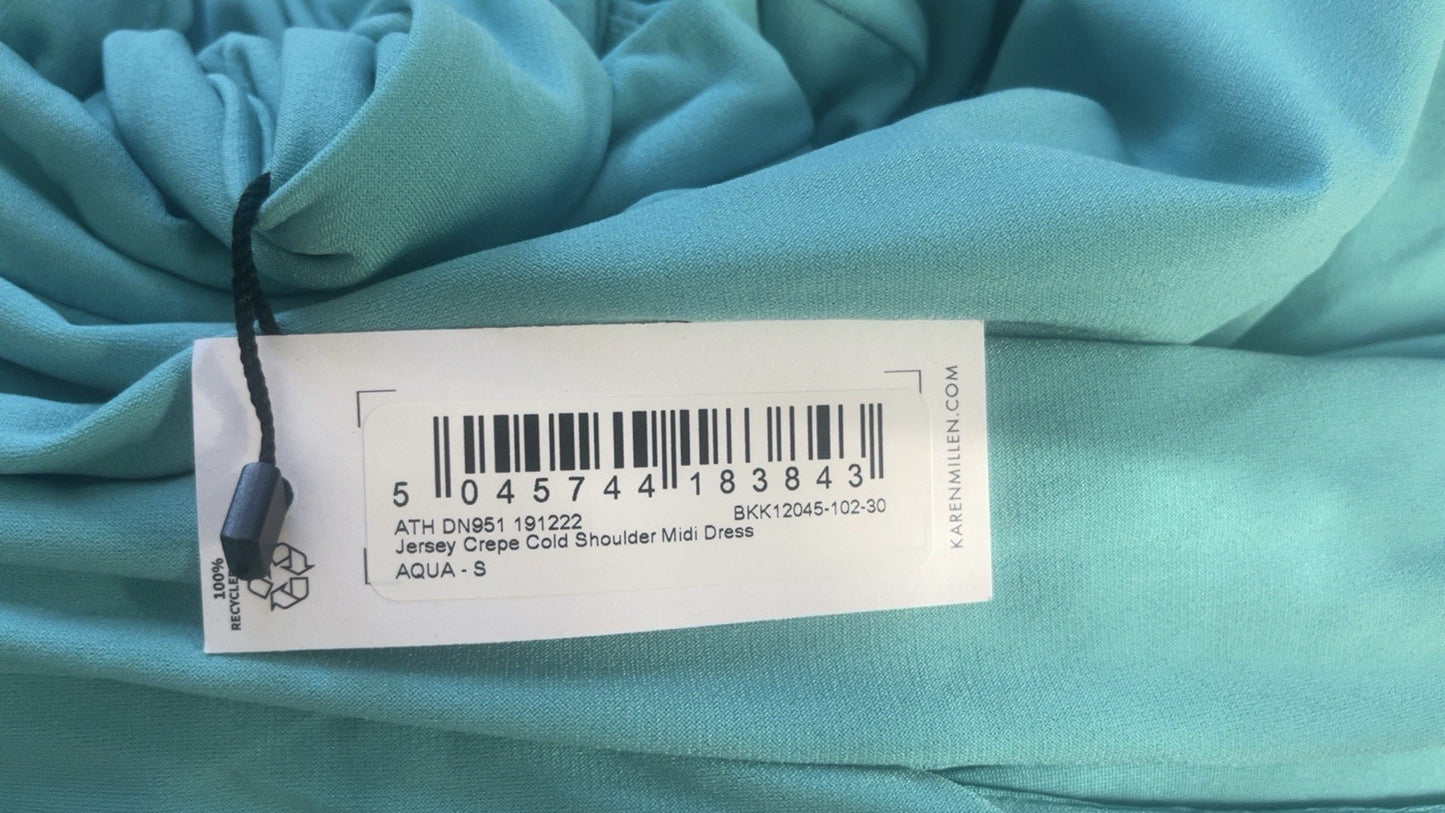 5 045744 183843
ATH DN951 191222 BKK12045-102-30
Jersey Crepe Cold Shoulder Midi Dress
AQUA - S
KARENMILLEN.COM
100%